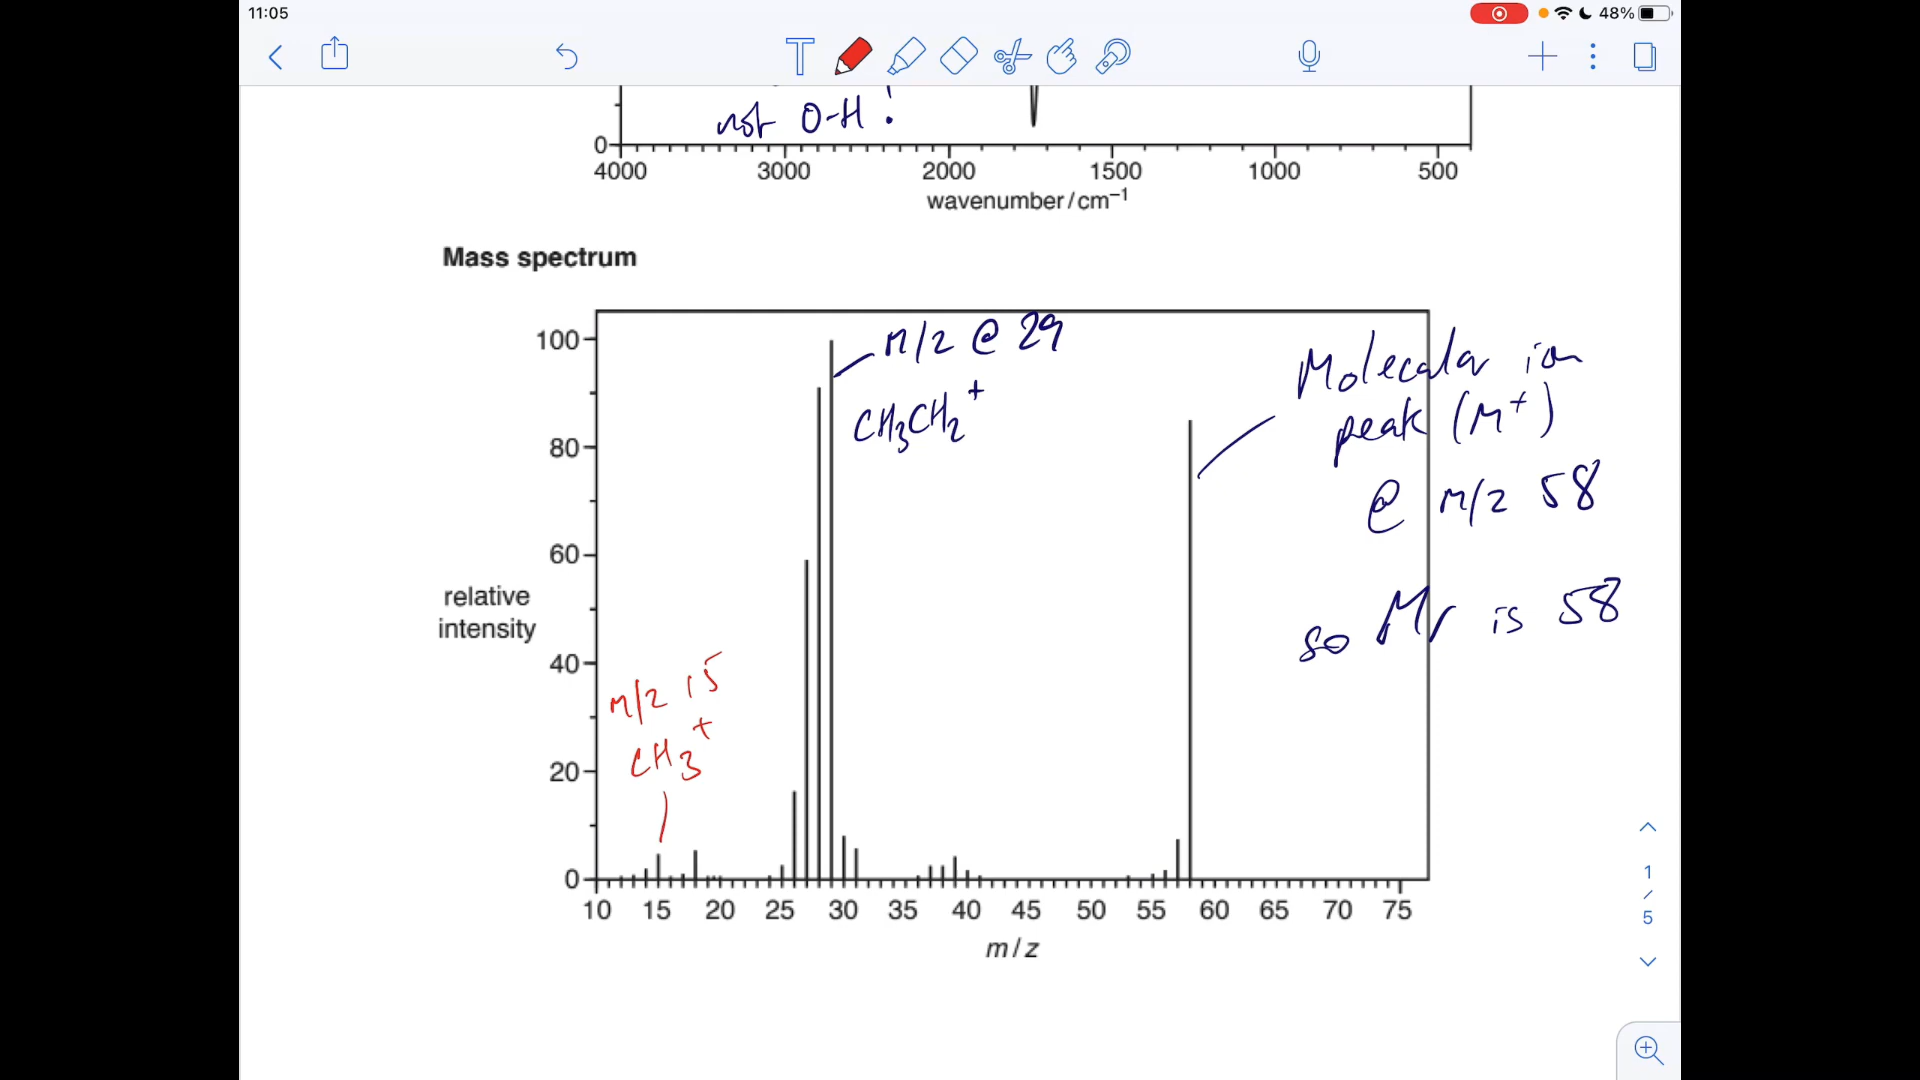 11:05
48%
T
not O-H!
0
4000 3000 2000 1500 1000 500
wavenumber/cm⁻¹
Mass spectrum
100
80
60
40
20
0
relative
intensity
m/z @ 29
CH₃CH₂⁺
Molecular ion
peak (M⁺)
@ m/z 58
so Mr is 58
m/z 15
CH₃⁺
10 15 20 25 30 35 40 45 50 55 60 65 70 75
m/z
1
/
5